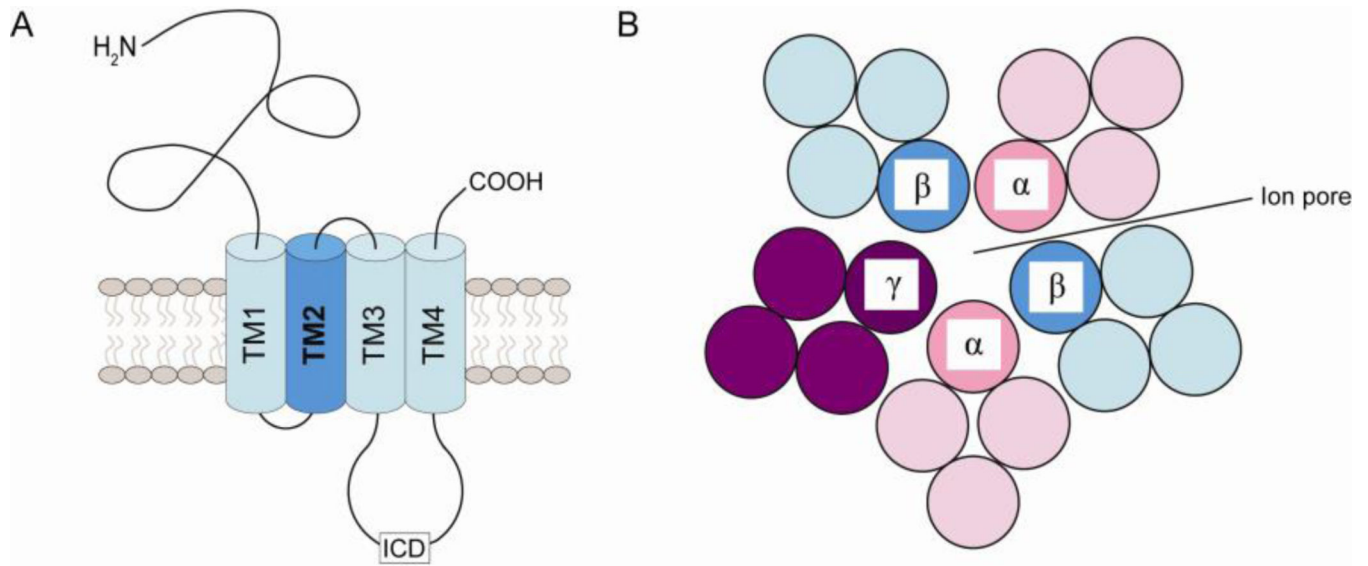 A
H₂N
COOH
TM1
TM2
TM3
TM4
ICD
B
β
α
Ion pore
γ
β
α